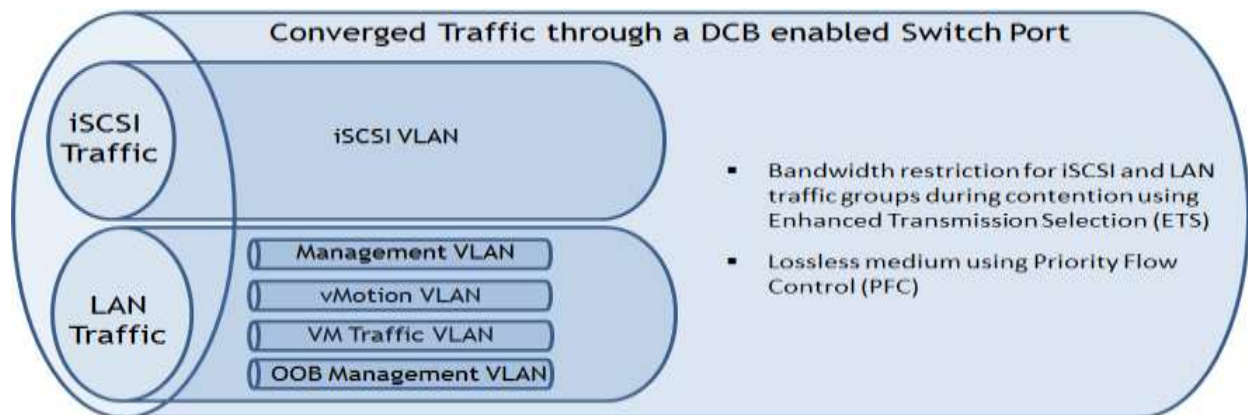 Converged Traffic through a DCB enabled Switch Port
iSCSI
Traffic
iSCSI VLAN
LAN
Traffic
Management VLAN
vMotion VLAN
VM Traffic VLAN
OOB Management VLAN
▪ Bandwidth restriction for iSCSI and LAN
traffic groups during contention using
Enhanced Transmission Selection (ETS)
▪ Lossless medium using Priority Flow
Control (PFC)